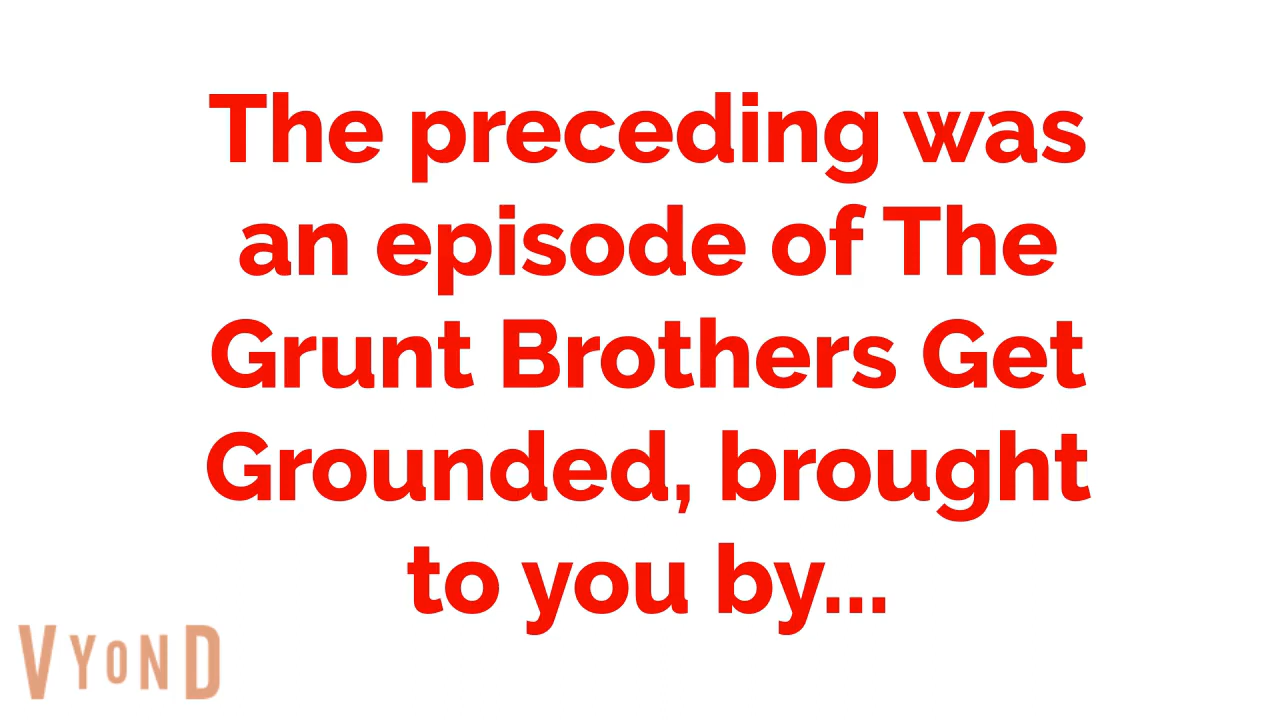 The preceding was
an episode of The
Grunt Brothers Get
Grounded, brought
to you by...
VYOND